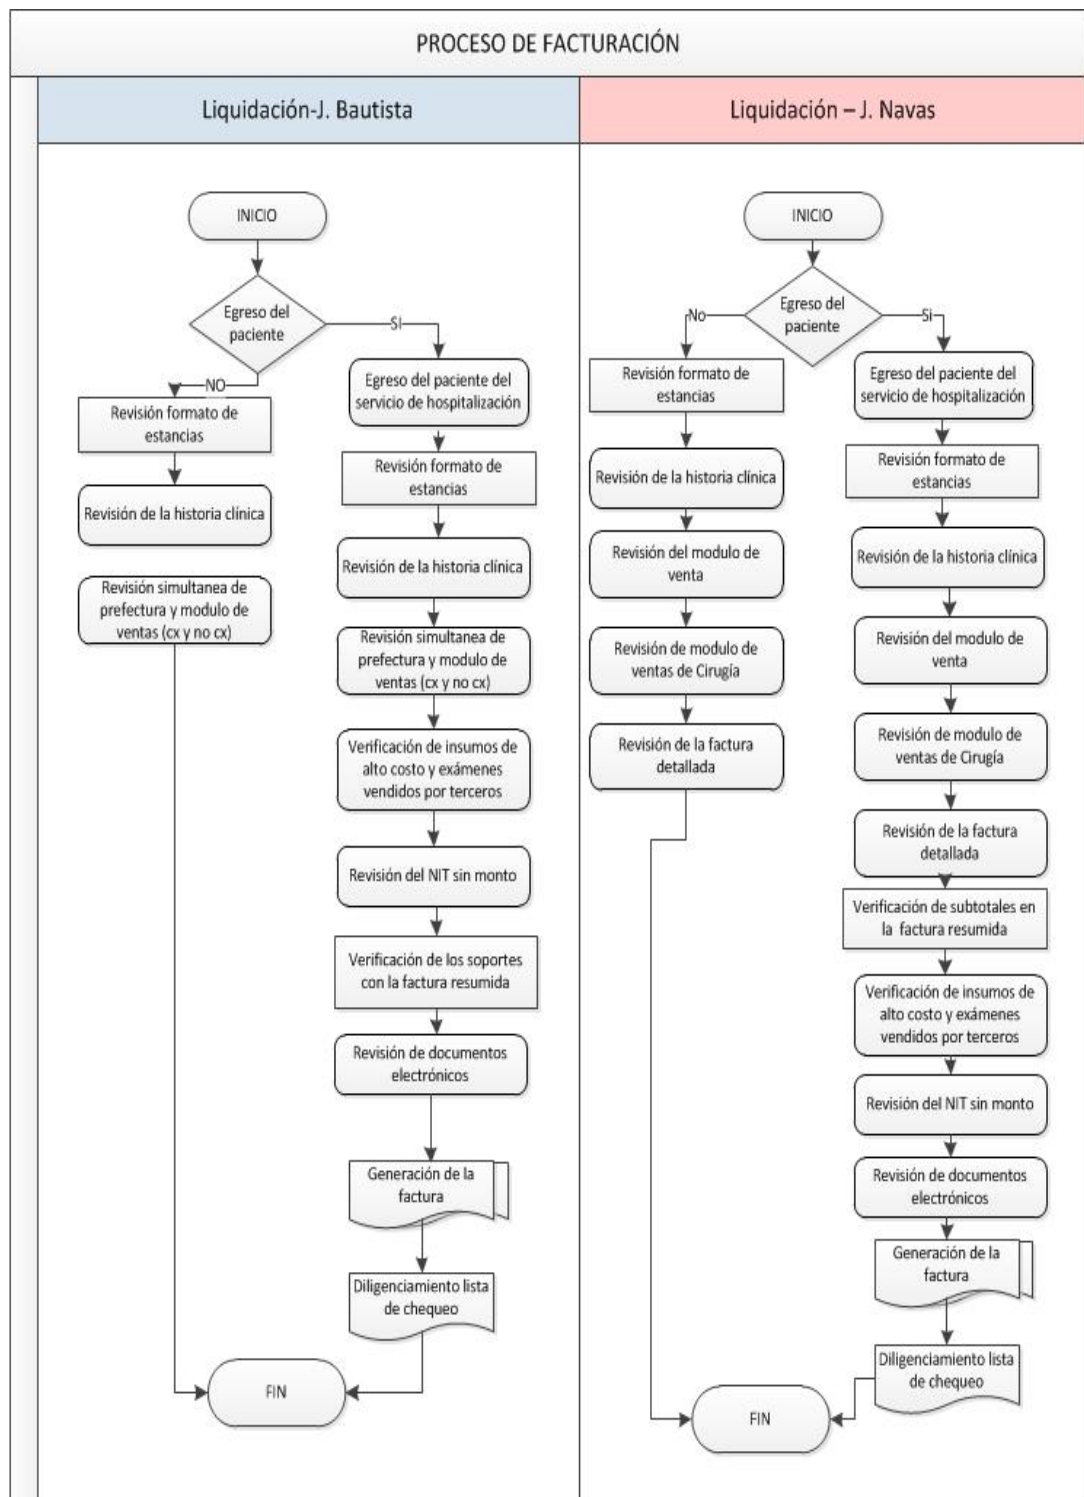 PROCESO DE FACTURACIÓN
Liquidación-J. Bautista
INICIO
Egreso del
paciente
SI
NO
Egreso del paciente del
servicio de hospitalización
Revisión formato de
estancias
Revisión formato de
estancias
Revisión de la historia clínica
Revisión de la historia clínica
Revisión simultanea de
prefectura y modulo de
ventas (cx y no cx)
Revisión simultanea de
prefectura y modulo de
ventas (cx y no cx)
Verificación de insumos de
alto costo y exámenes
vendidos por terceros
Revisión del NIT sin monto
Verificación de los soportes
con la factura resumida
Revisión de documentos
electrónicos
Generación de la
factura
Diligenciamiento lista
de chequeo
FIN
Liquidación – J. Navas
INICIO
Egreso del
paciente
No
Si
Revisión formato de
estancias
Revisión de la historia clínica
Revisión del modulo de
venta
Revisión de modulo de
ventas de Cirugía
Revisión de la factura
detallada
Egreso del paciente del
servicio de hospitalización
Revisión formato de
estancias
Revisión de la historia clínica
Revisión del modulo de
venta
Revisión de modulo de
ventas de Cirugía
Revisión de la factura
detallada
Verificación de subtotales en
la factura resumida
Verificación de insumos de
alto costo y exámenes
vendidos por terceros
Revisión del NIT sin monto
Revisión de documentos
electrónicos
Generación de la
factura
Diligenciamiento lista
de chequeo
FIN